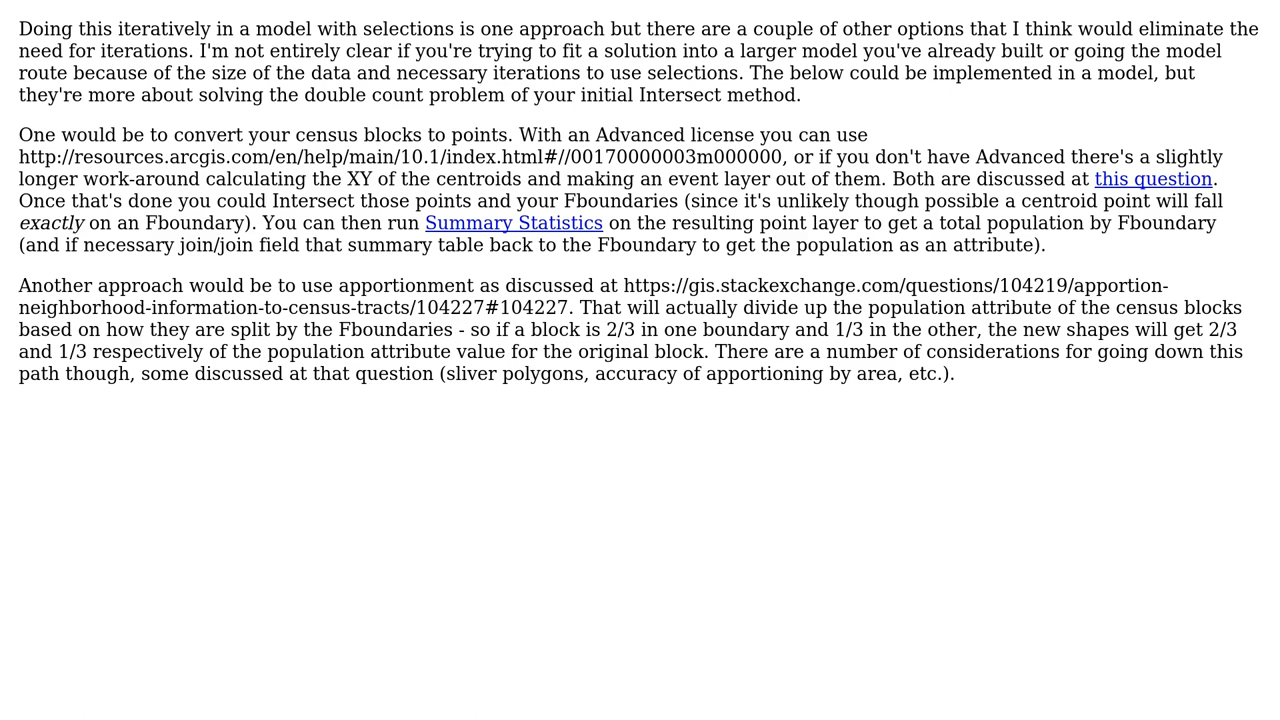 Doing this iteratively in a model with selections is one approach but there are a couple of other options that I think would eliminate the
need for iterations. I'm not entirely clear if you're trying to fit a solution into a larger model you've already built or going the model
route because of the size of the data and necessary iterations to use selections. The below could be implemented in a model, but
they're more about solving the double count problem of your initial Intersect method.
One would be to convert your census blocks to points. With an Advanced license you can use
http://resources.arcgis.com/en/help/main/10.1/index.html#//00170000003m000000, or if you don't have Advanced there's a slightly
longer work-around calculating the XY of the centroids and making an event layer out of them. Both are discussed at this question.
Once that's done you could Intersect those points and your Fboundaries (since it's unlikely though possible a centroid point will fall
exactly on an Fboundary). You can then run Summary Statistics on the resulting point layer to get a total population by Fboundary
(and if necessary join/join field that summary table back to the Fboundary to get the population as an attribute).
Another approach would be to use apportionment as discussed at https://gis.stackexchange.com/questions/104219/apportion-
neighborhood-information-to-census-tracts/104227#104227. That will actually divide up the population attribute of the census blocks
based on how they are split by the Fboundaries - so if a block is 2/3 in one boundary and 1/3 in the other, the new shapes will get 2/3
and 1/3 respectively of the population attribute value for the original block. There are a number of considerations for going down this
path though, some discussed at that question (sliver polygons, accuracy of apportioning by area, etc.).